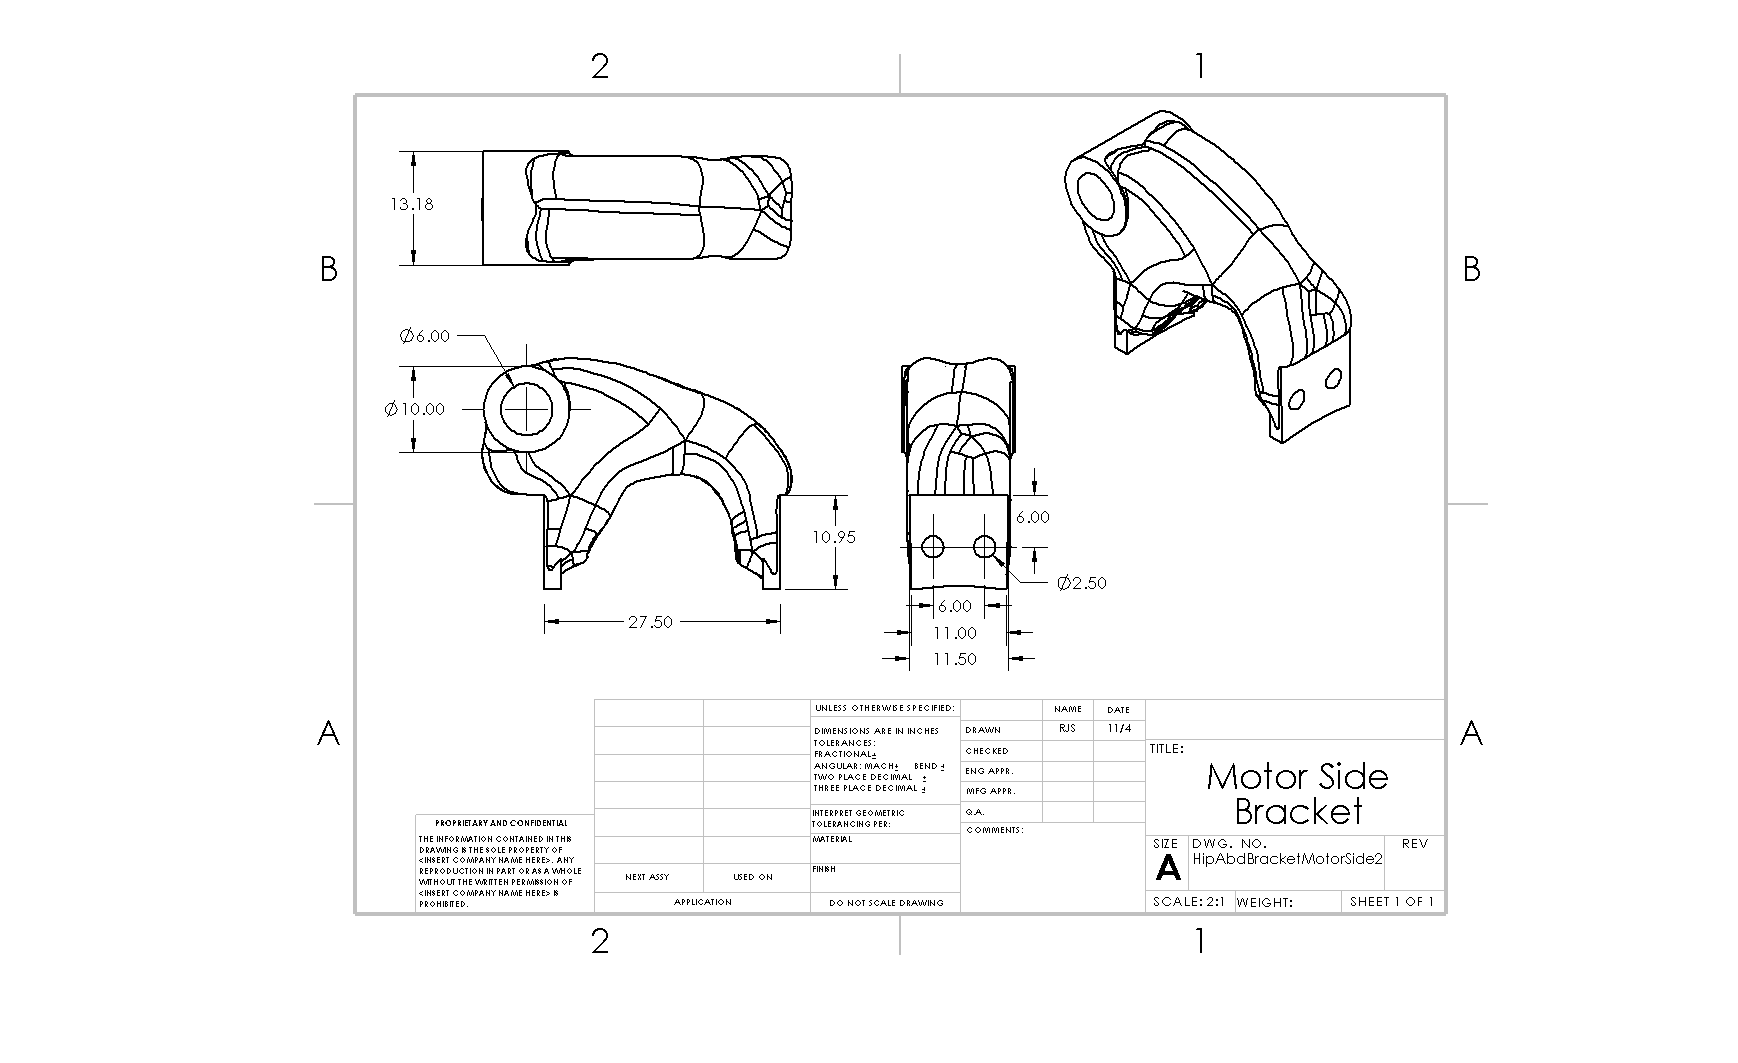 2
1
B
B
A
A
2
1
13.18
∅6.00
∅10.00
10.95
27.50
6.00
∅2.50
6.00
11.00
11.50
UNLESS OTHERWISE SPECIFIED:
DIMENSIONS ARE IN INCHES
TOLERANCES:
FRACTIONAL±
ANGULAR: MACH± BEND ±
TWO PLACE DECIMAL ±
THREE PLACE DECIMAL ±
INTERPRET GEOMETRIC
TOLERANCING PER:
MATERIAL
FINISH
DO NOT SCALE DRAWING
NAME DATE
DRAWN RJS 11/4
CHECKED
ENG APPR.
MFG APPR.
Q.A.
COMMENTS:
TITLE:
Motor Side
Bracket
SIZE DWG. NO. REV
A HipAbdBracketMotorSide2
SCALE: 2:1 WEIGHT: SHEET 1 OF 1
PROPRIETARY AND CONFIDENTIAL
THE INFORMATION CONTAINED IN THIS
DRAWING IS THE SOLE PROPERTY OF
<INSERT COMPANY NAME HERE>. ANY
REPRODUCTION IN PART OR AS A WHOLE
WITHOUT THE WRITTEN PERMISSION OF
<INSERT COMPANY NAME HERE> IS
PROHIBITED.
NEXT ASSY USED ON
APPLICATION